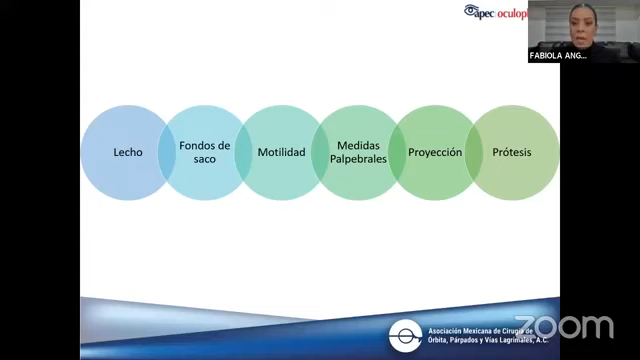 apec oculopl
FABIOLA ANG...
Lecho
Fondos de
saco
Motilidad
Medidas
Palpebrales
Proyección
Prótesis
Asociación Mexicana de Cirugía de
Órbita, Párpados y Vías Lagrimales, A.C.
zoom